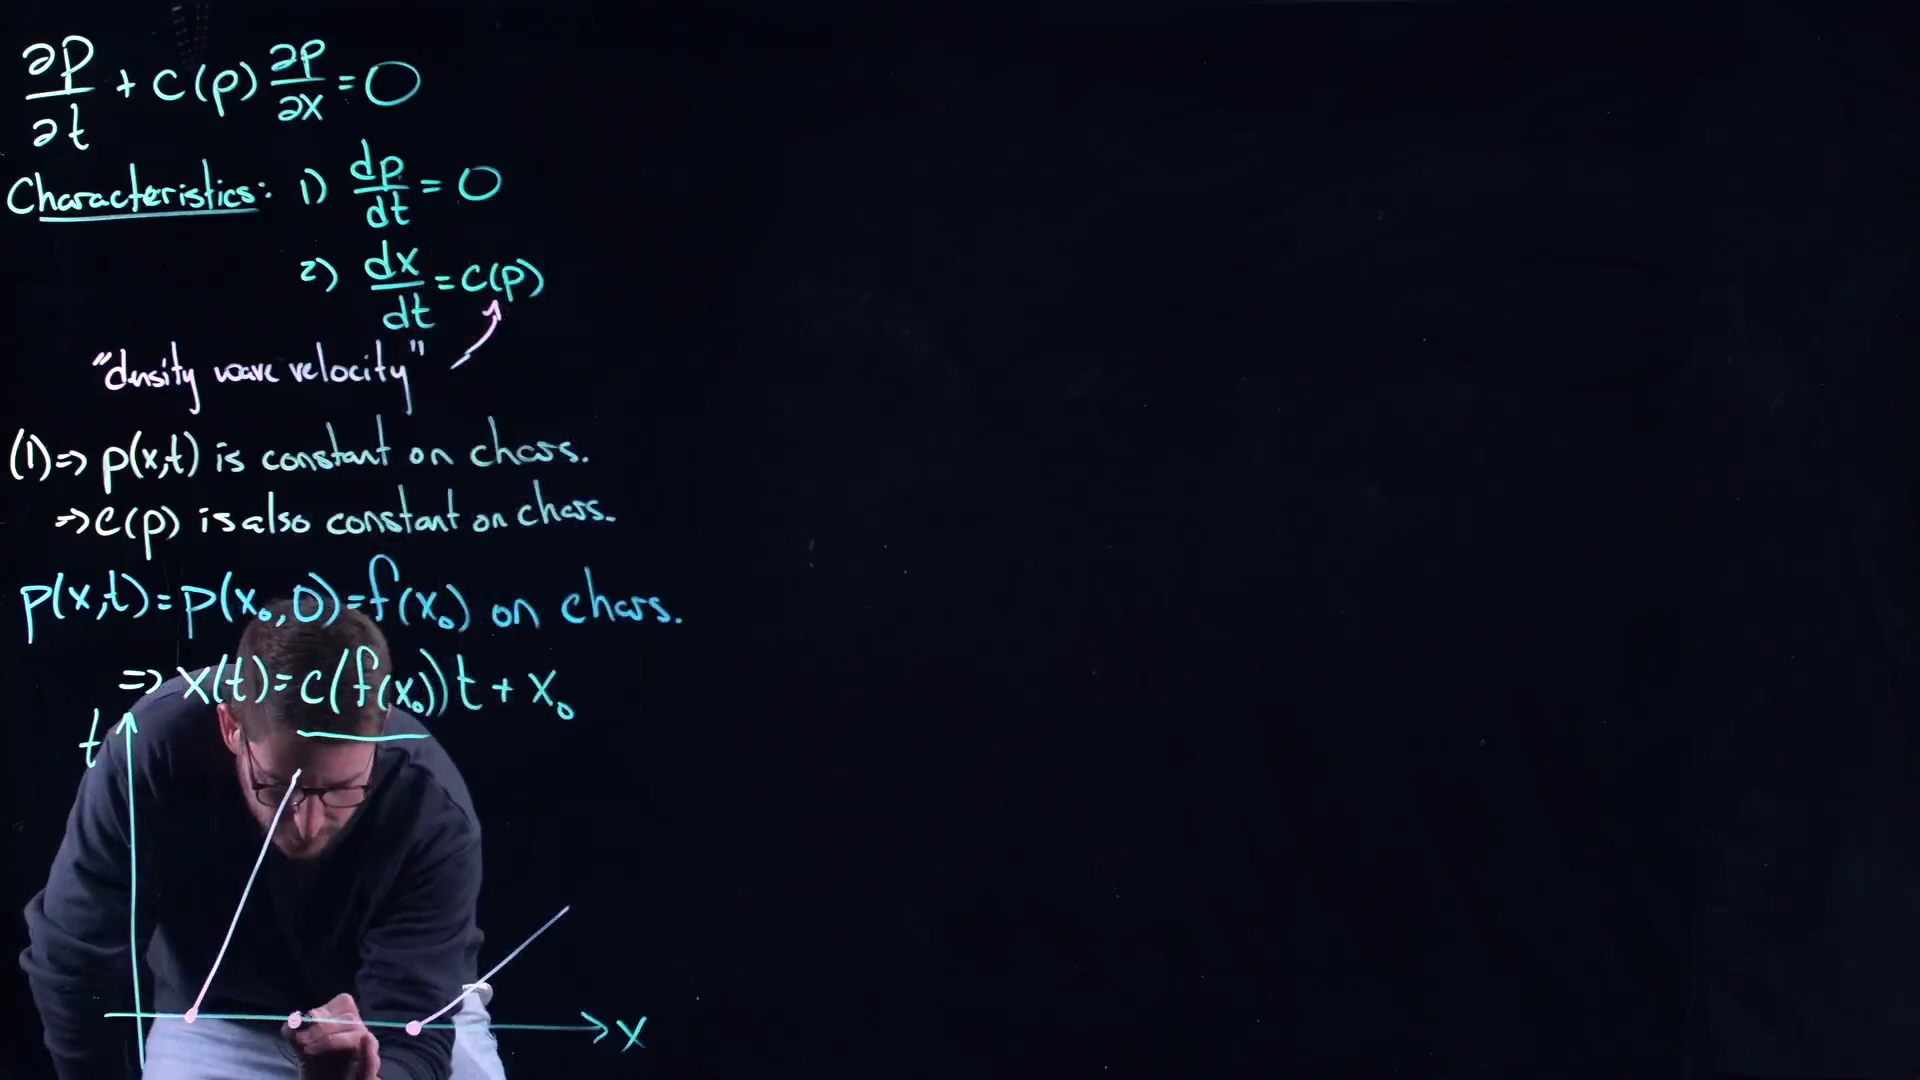 ∂p/∂t + c(p) ∂p/∂x = 0
Characteristics: 1) dp/dt = 0
2) dx/dt = c(p)
"density wave velocity"
(1) ⇒ p(x,t) is constant on chars.
⇒ c(p) is also constant on chars.
p(x,t) = p(x₀,0) = f(x₀) on chars.
⇒ x(t) = c(f(x₀))t + x₀
t
x